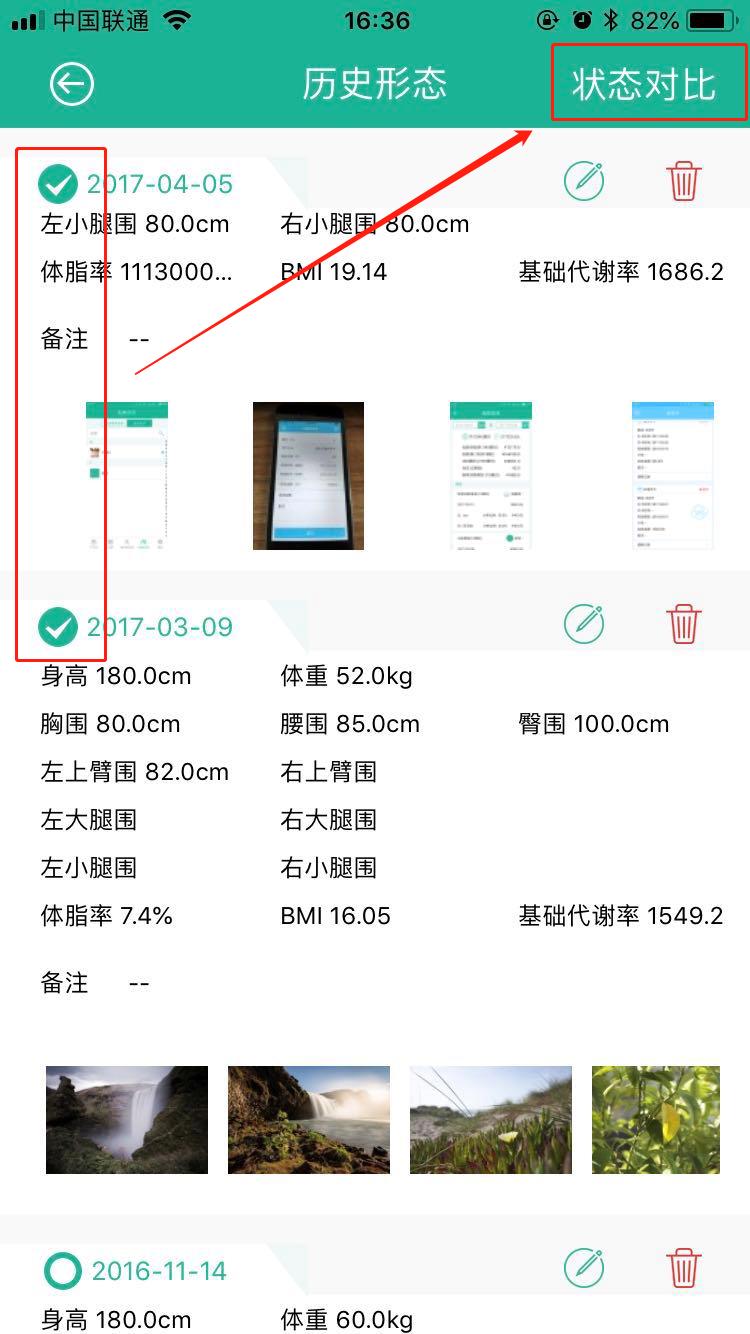 中国联通 16:36 82%
历史形态 状态对比
2017-04-05
左小腿围 80.0cm 右小腿围 80.0cm
体脂率 1113000... BMI 19.14 基础代谢率 1686.2
备注 --
2017-03-09
身高 180.0cm 体重 52.0kg
胸围 80.0cm 腰围 85.0cm 臀围 100.0cm
左上臂围 82.0cm 右上臂围
左大腿围 右大腿围
左小腿围 右小腿围
体脂率 7.4% BMI 16.05 基础代谢率 1549.2
备注 --
2016-11-14
身高 180.0cm 体重 60.0kg